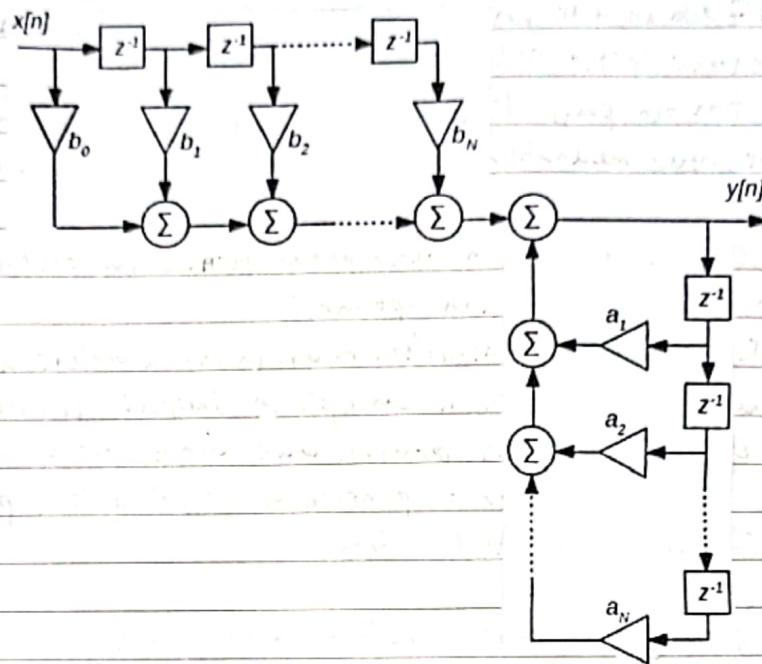 x[n]
z⁻¹ z⁻¹ z⁻¹
b₀ b₁ b₂ b_N
Σ Σ Σ Σ
y[n]
z⁻¹
a₁
Σ
z⁻¹
a₂
Σ
z⁻¹
a_N